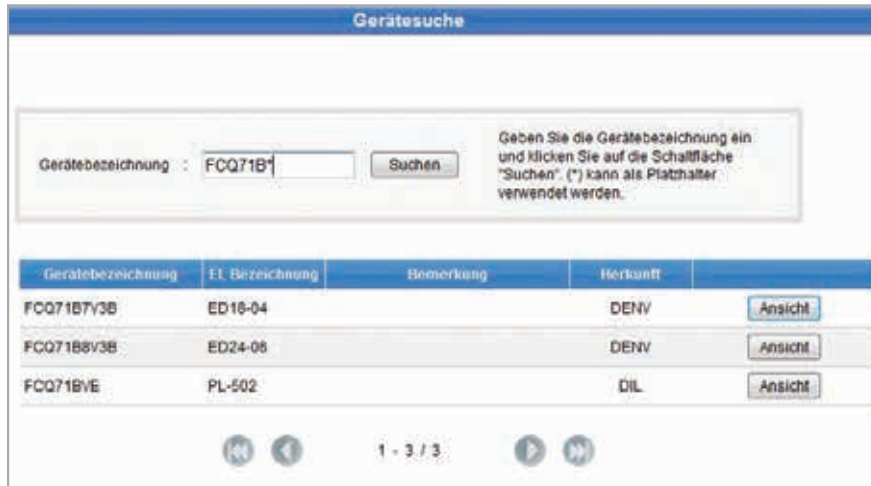 Gerätesuche
Gerätebezeichnung : FCQ71B* Suchen
Geben Sie die Gerätebezeichnung ein
und klicken Sie auf die Schaltfläche
"Suchen". (*) kann als Platzhalter
verwendet werden.
Gerätebezeichnung EL Bezeichnung Bemerkung Herkunft
FCQ71B7V3B ED18-04 DENV Ansicht
FCQ71B8V3B ED24-06 DENV Ansicht
FCQ71BVE PL-502 DIL Ansicht
1 - 3 / 3